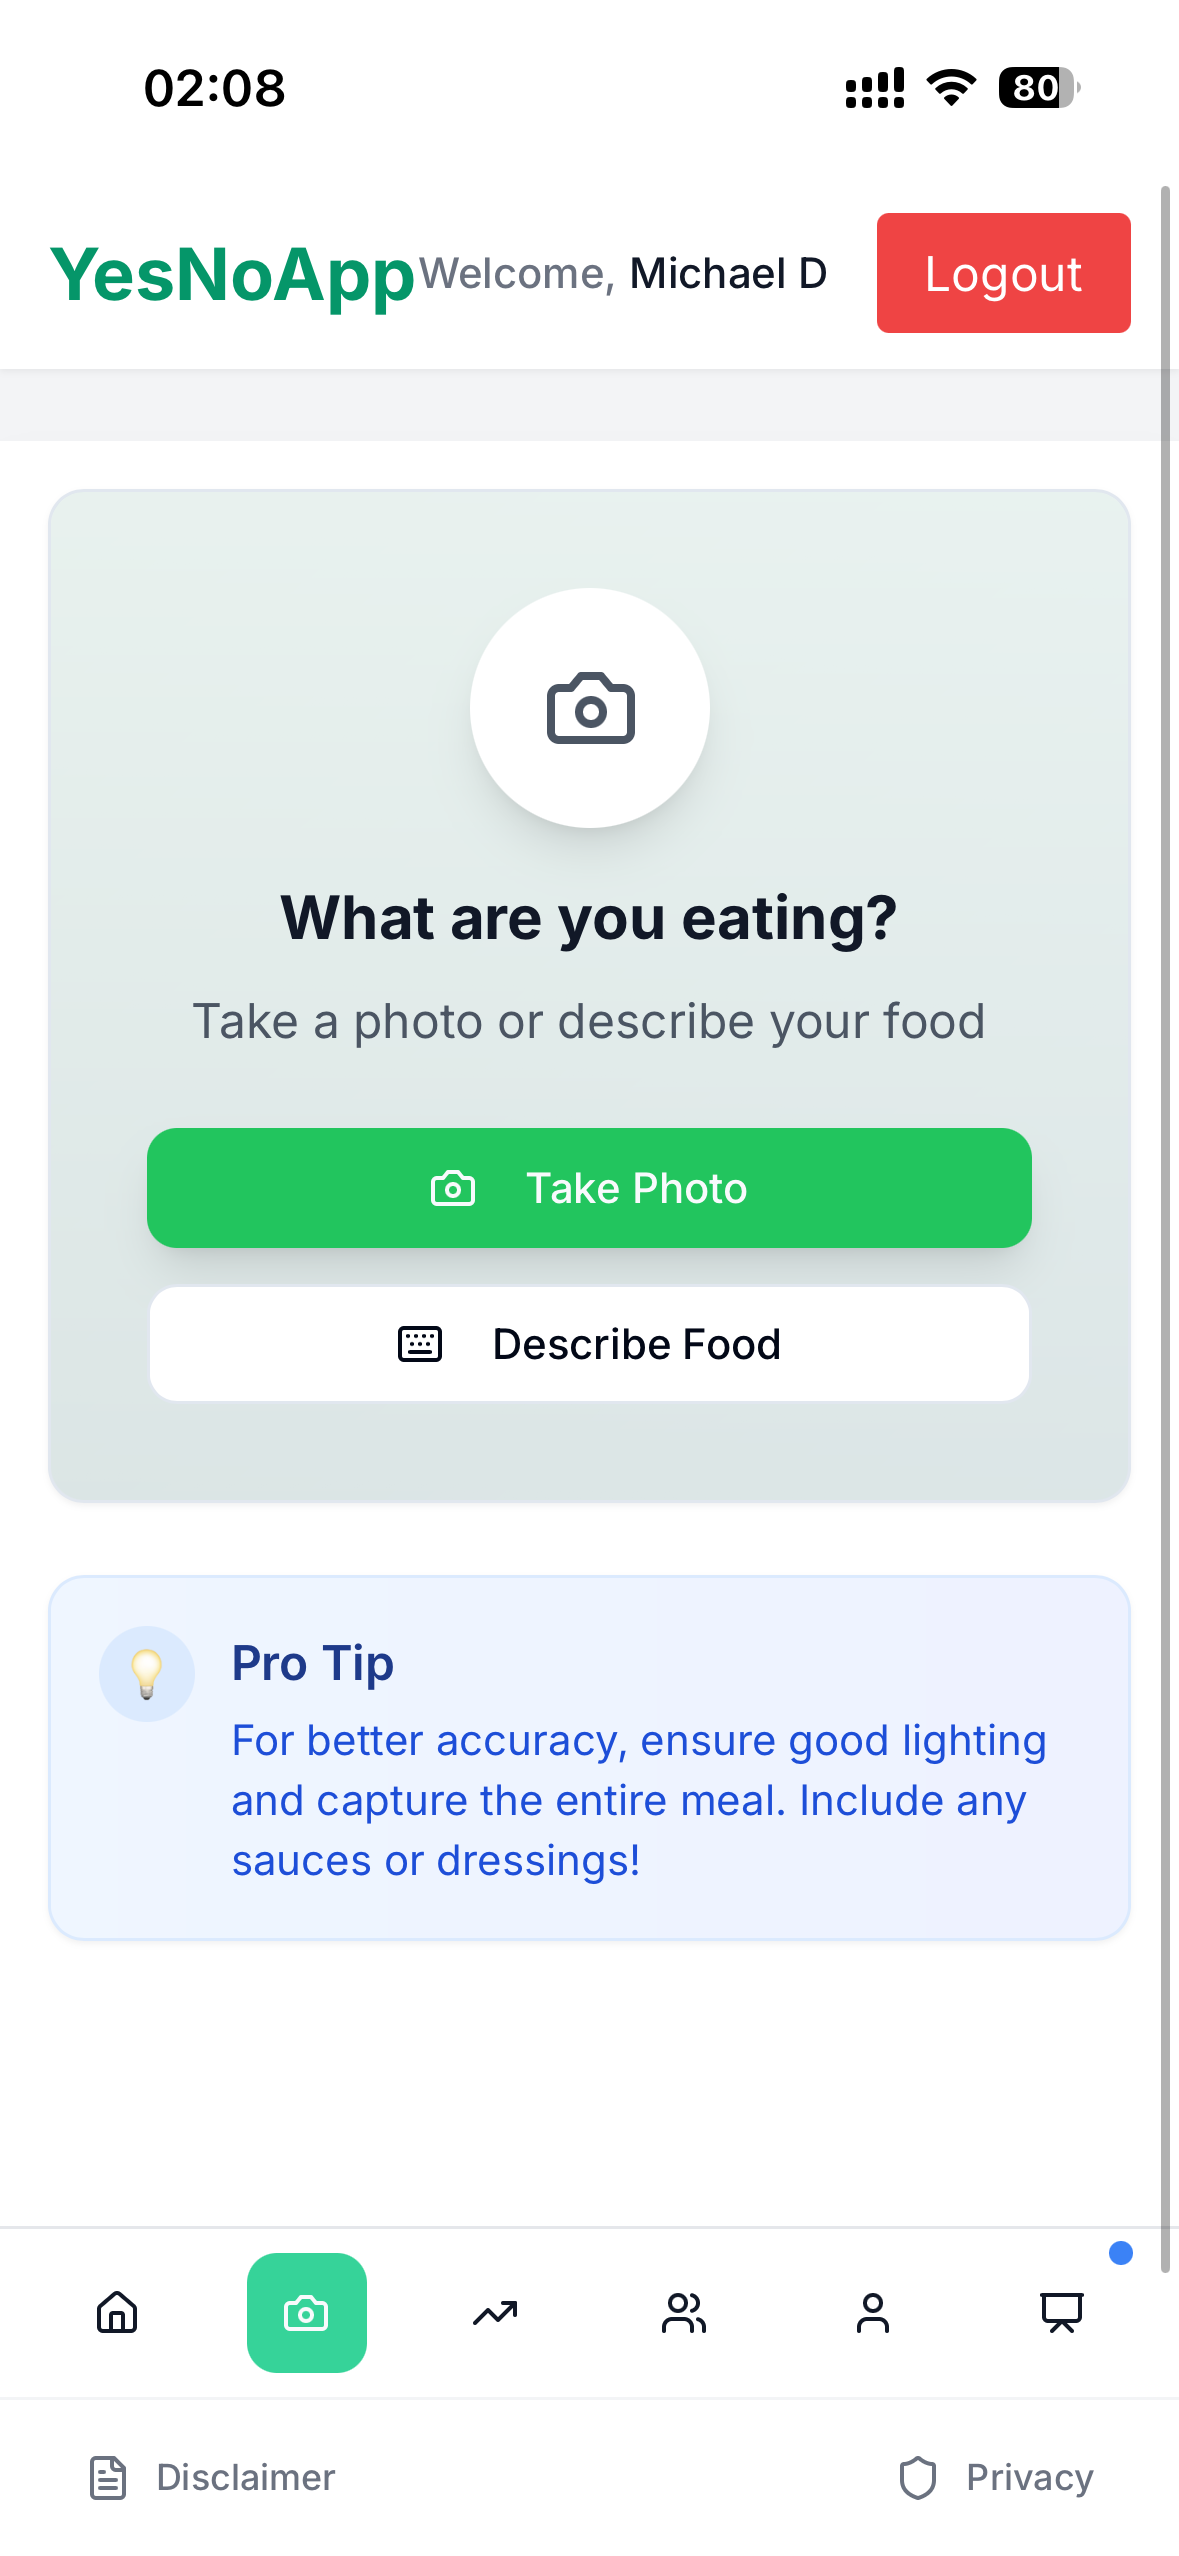 02:08
80
YesNoApp Welcome, Michael D Logout
What are you eating?
Take a photo or describe your food
Take Photo
Describe Food
Pro Tip
For better accuracy, ensure good lighting
and capture the entire meal. Include any
sauces or dressings!
Disclaimer Privacy